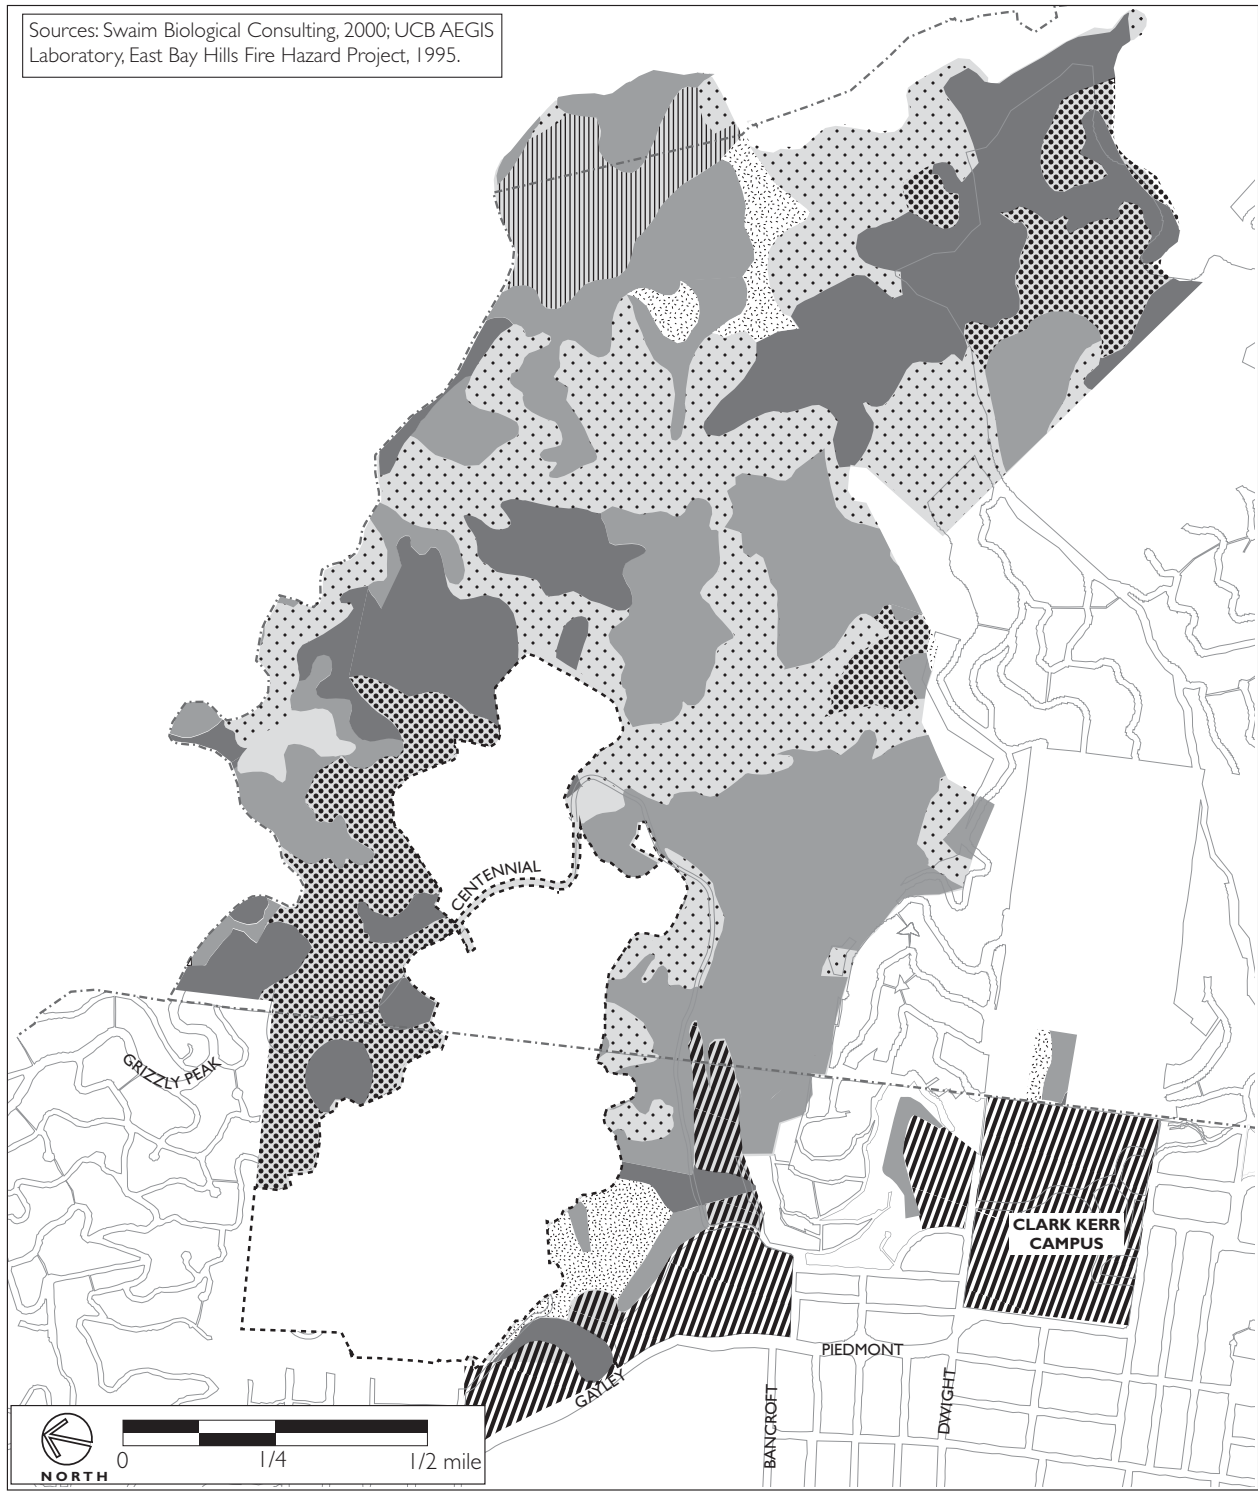 Sources: Swaim Biological Consulting, 2000; UCB AEGIS
Laboratory, East Bay Hills Fire Hazard Project, 1995.
CENTENNIAL
GRIZZLY PEAK
CLARK KERR
CAMPUS
PIEDMONT
GAYLEY
BANCROFT
DWIGHT
NORTH
0 1/4 1/2 mile